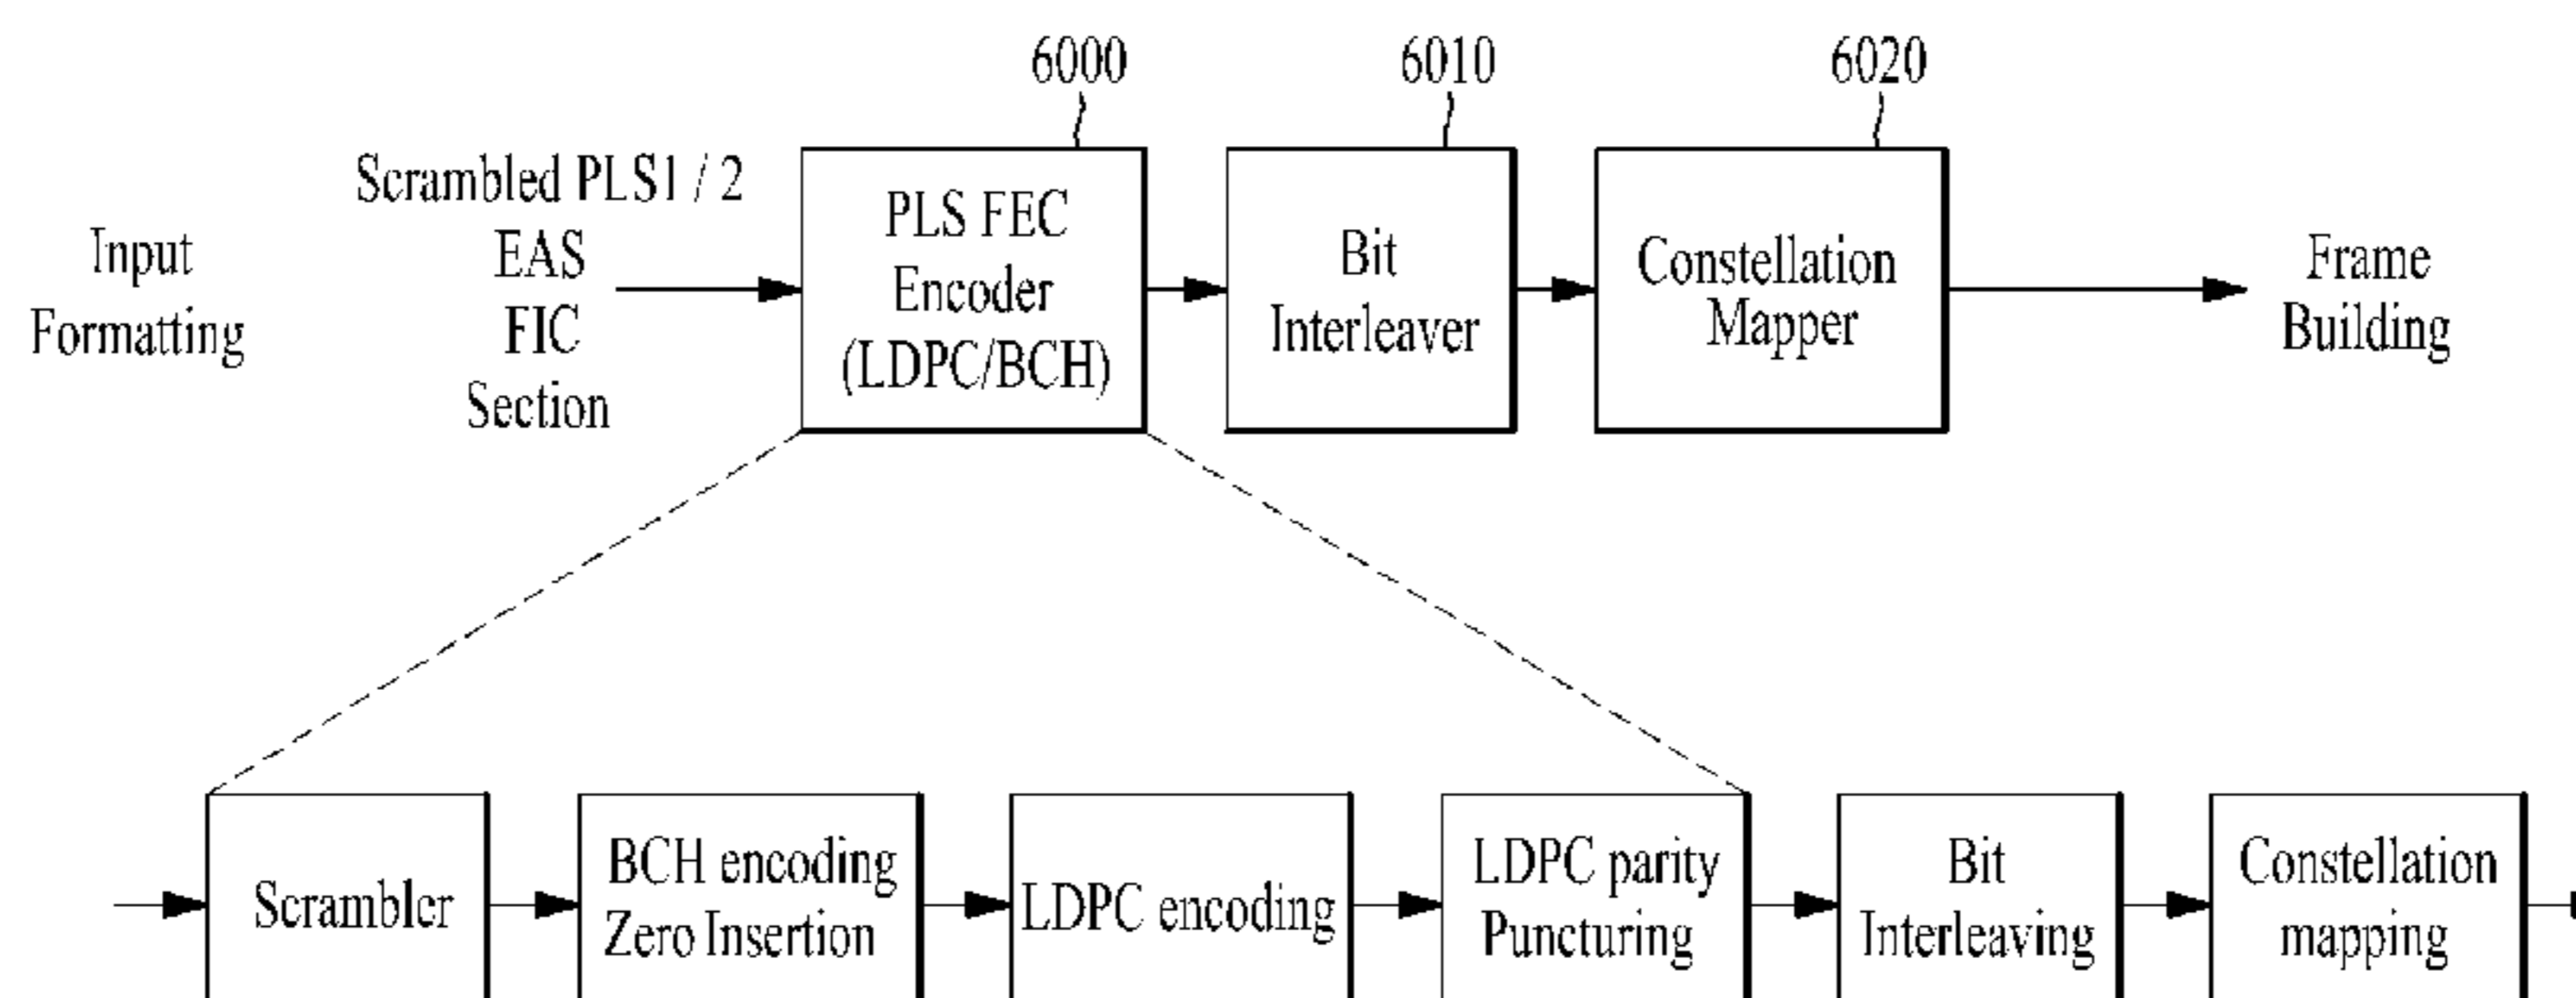 6000
6010
6020
Input
Formatting
Scrambled PLS1 / 2
EAS
FIC
Section
PLS FEC
Encoder
(LDPC/BCH)
Bit
Interleaver
Constellation
Mapper
Frame
Building
Scrambler
BCH encoding
Zero Insertion
LDPC encoding
LDPC parity
Puncturing
Bit
Interleaving
Constellation
mapping